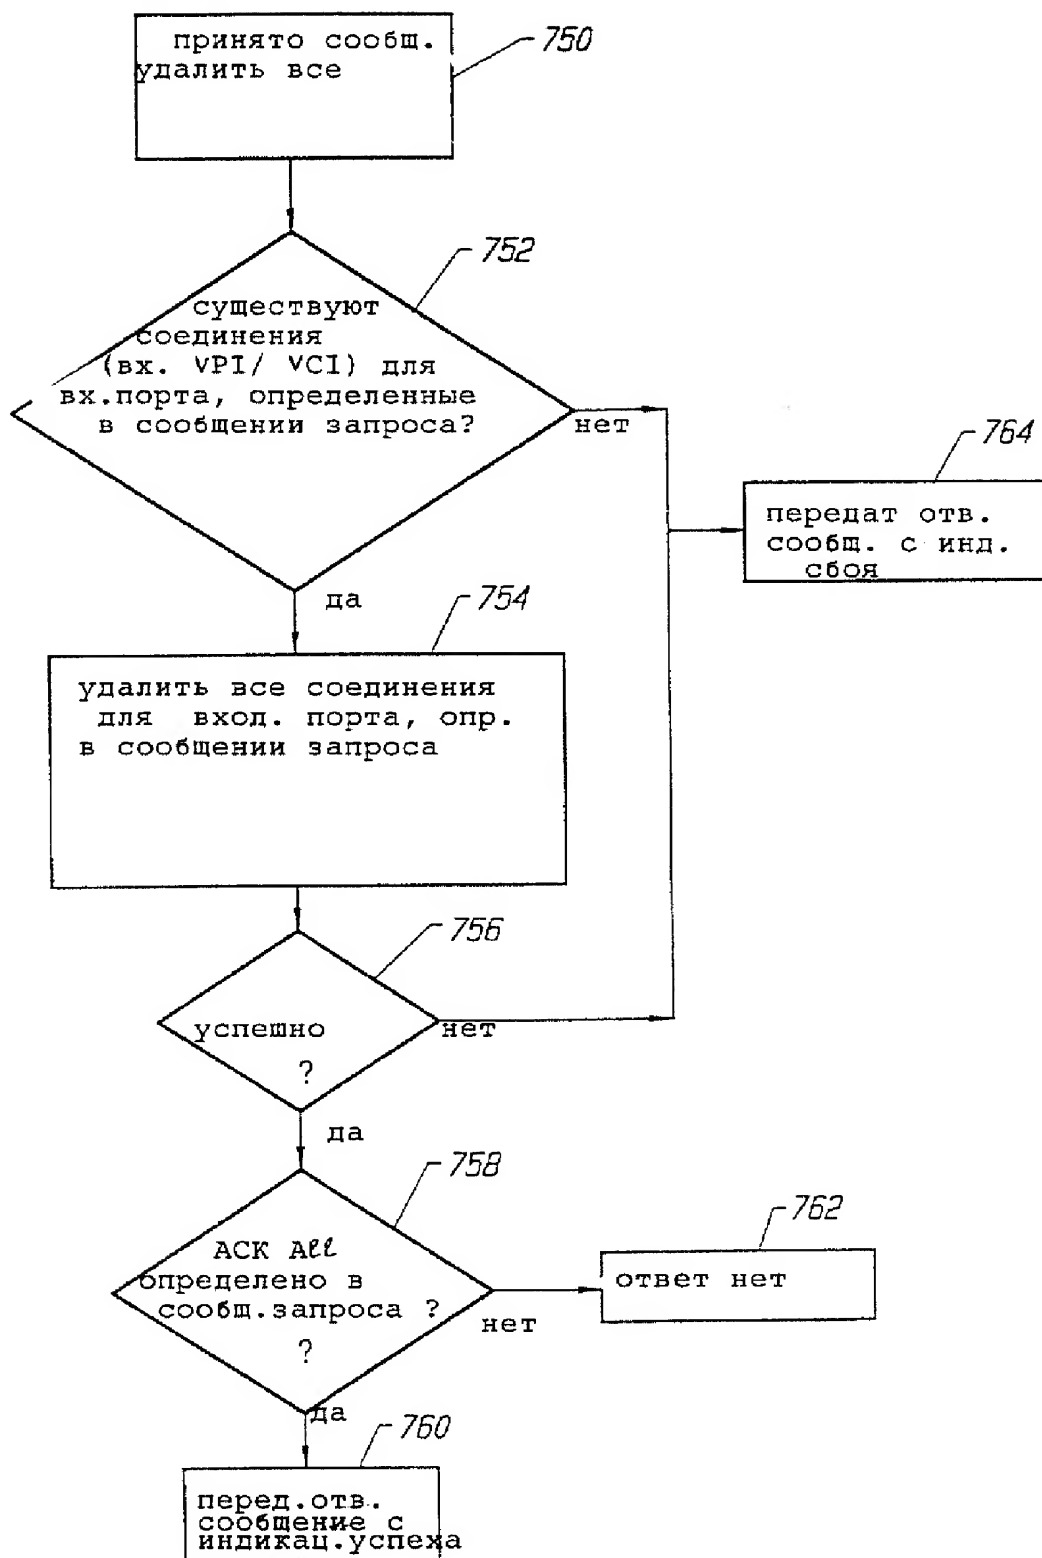 принято сообщ.
удалить все
750
752
существуют
соединения
(вх. VPI/ VCI) для
вх.порта, определенные
в сообщении запроса?
нет
764
передат отв.
сообщ. с инд.
сбоя
да
754
удалить все соединения
для вход. порта, опр.
в сообщении запроса
756
успешно
?
нет
да
758
ACK All
определено в
сообщ.запроса ?
?
нет
762
ответ нет
да
760
перед.отв.
сообщение с
индикац.успеха